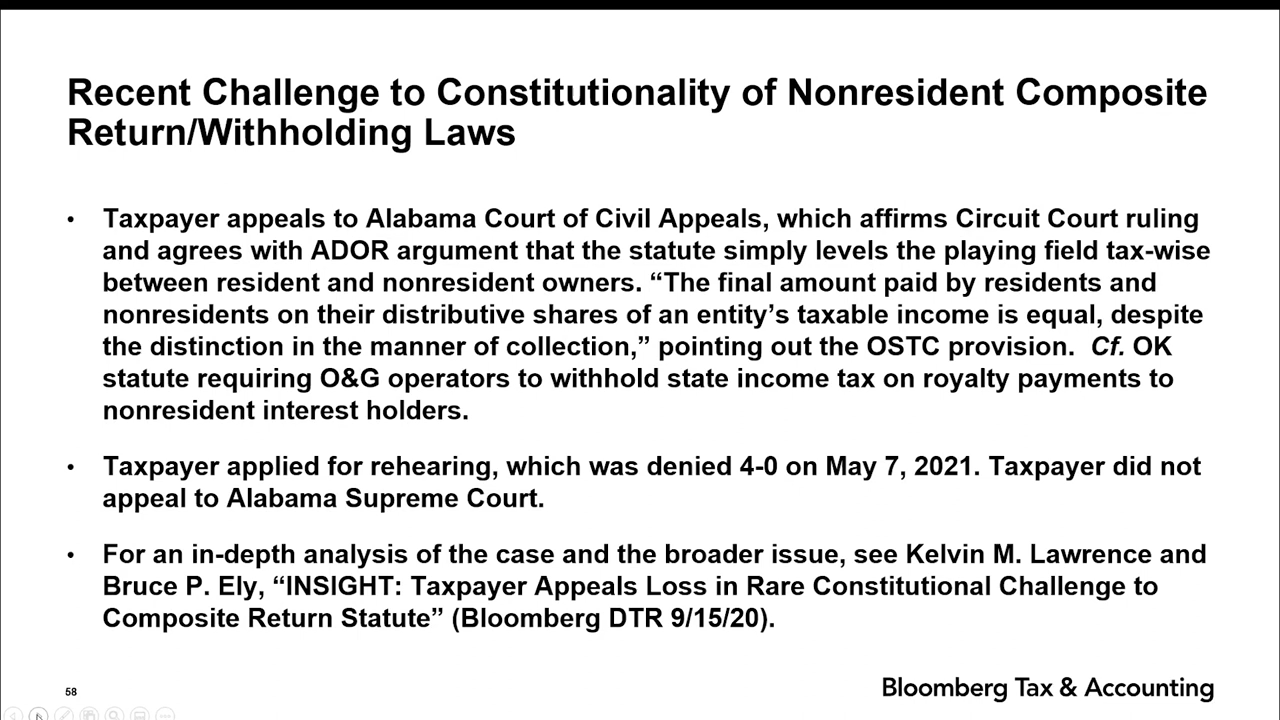 Recent Challenge to Constitutionality of Nonresident Composite
Return/Withholding Laws
• Taxpayer appeals to Alabama Court of Civil Appeals, which affirms Circuit Court ruling
and agrees with ADOR argument that the statute simply levels the playing field tax-wise
between resident and nonresident owners. “The final amount paid by residents and
nonresidents on their distributive shares of an entity’s taxable income is equal, despite
the distinction in the manner of collection,” pointing out the OSTC provision. Cf. OK
statute requiring O&G operators to withhold state income tax on royalty payments to
nonresident interest holders.
• Taxpayer applied for rehearing, which was denied 4-0 on May 7, 2021. Taxpayer did not
appeal to Alabama Supreme Court.
• For an in-depth analysis of the case and the broader issue, see Kelvin M. Lawrence and
Bruce P. Ely, “INSIGHT: Taxpayer Appeals Loss in Rare Constitutional Challenge to
Composite Return Statute” (Bloomberg DTR 9/15/20).
58
Bloomberg Tax & Accounting